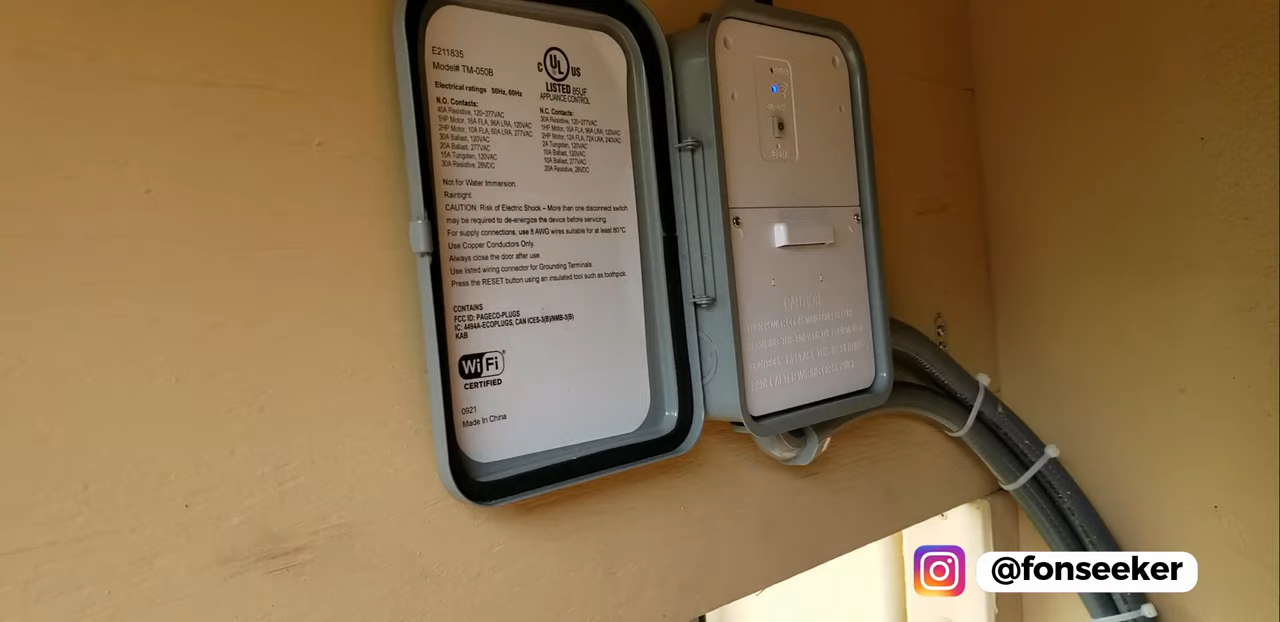 E211835
Model# TM-050B
C UL US
LISTED 85UF
APPLIANCE CONTROL
Electrical ratings 50Hz, 60Hz
N.O. Contacts:
40A Resistive, 120~277VAC
1HP Motor, 16A FLA, 96A LRA, 120VAC
2HP Motor, 10A FLA, 60A LRA, 277VAC
30A Ballast, 120VAC
20A Ballast, 277VAC
15A Tungsten, 120VAC
30A Resistive, 28VDC
N.C. Contacts:
30A Resistive, 120~277VAC
1HP Motor, 16A FLA, 96A LRA, 120VAC
2HP Motor, 12A FLA, 72A LRA, 240VAC
2A Tungsten, 120VAC
10A Ballast, 120VAC
10A Ballast, 277VAC
20A Resistive, 28VDC
Not for Water Immersion.
Raintight.
CAUTION: Risk of Electric Shock – More than one disconnect switch
may be required to de-energize the device before servicing.
For supply connections, use 8 AWG wires suitable for at least 80°C
Use Copper Conductors Only.
Always close the door after use.
Use listed wiring connector for Grounding Terminals
Press the RESET button using an insulated tool such as toothpick.
CONTAINS
FCC ID: PAGECO-PLUGS
IC: 4494A-ECOPLUGS, CAN ICES-3(B)/NMB-3(B)
KAB
Wi Fi®
CERTIFIED
0921
Made In China
CAUTION
@fonseeker